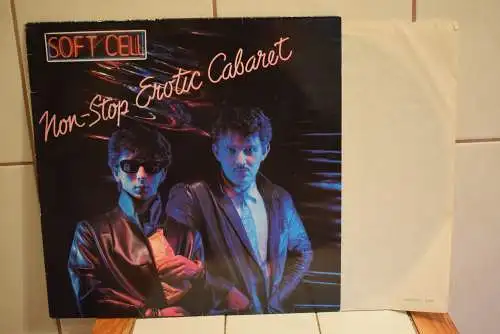 SOFT CELL
Non-Stop Erotic Cabaret